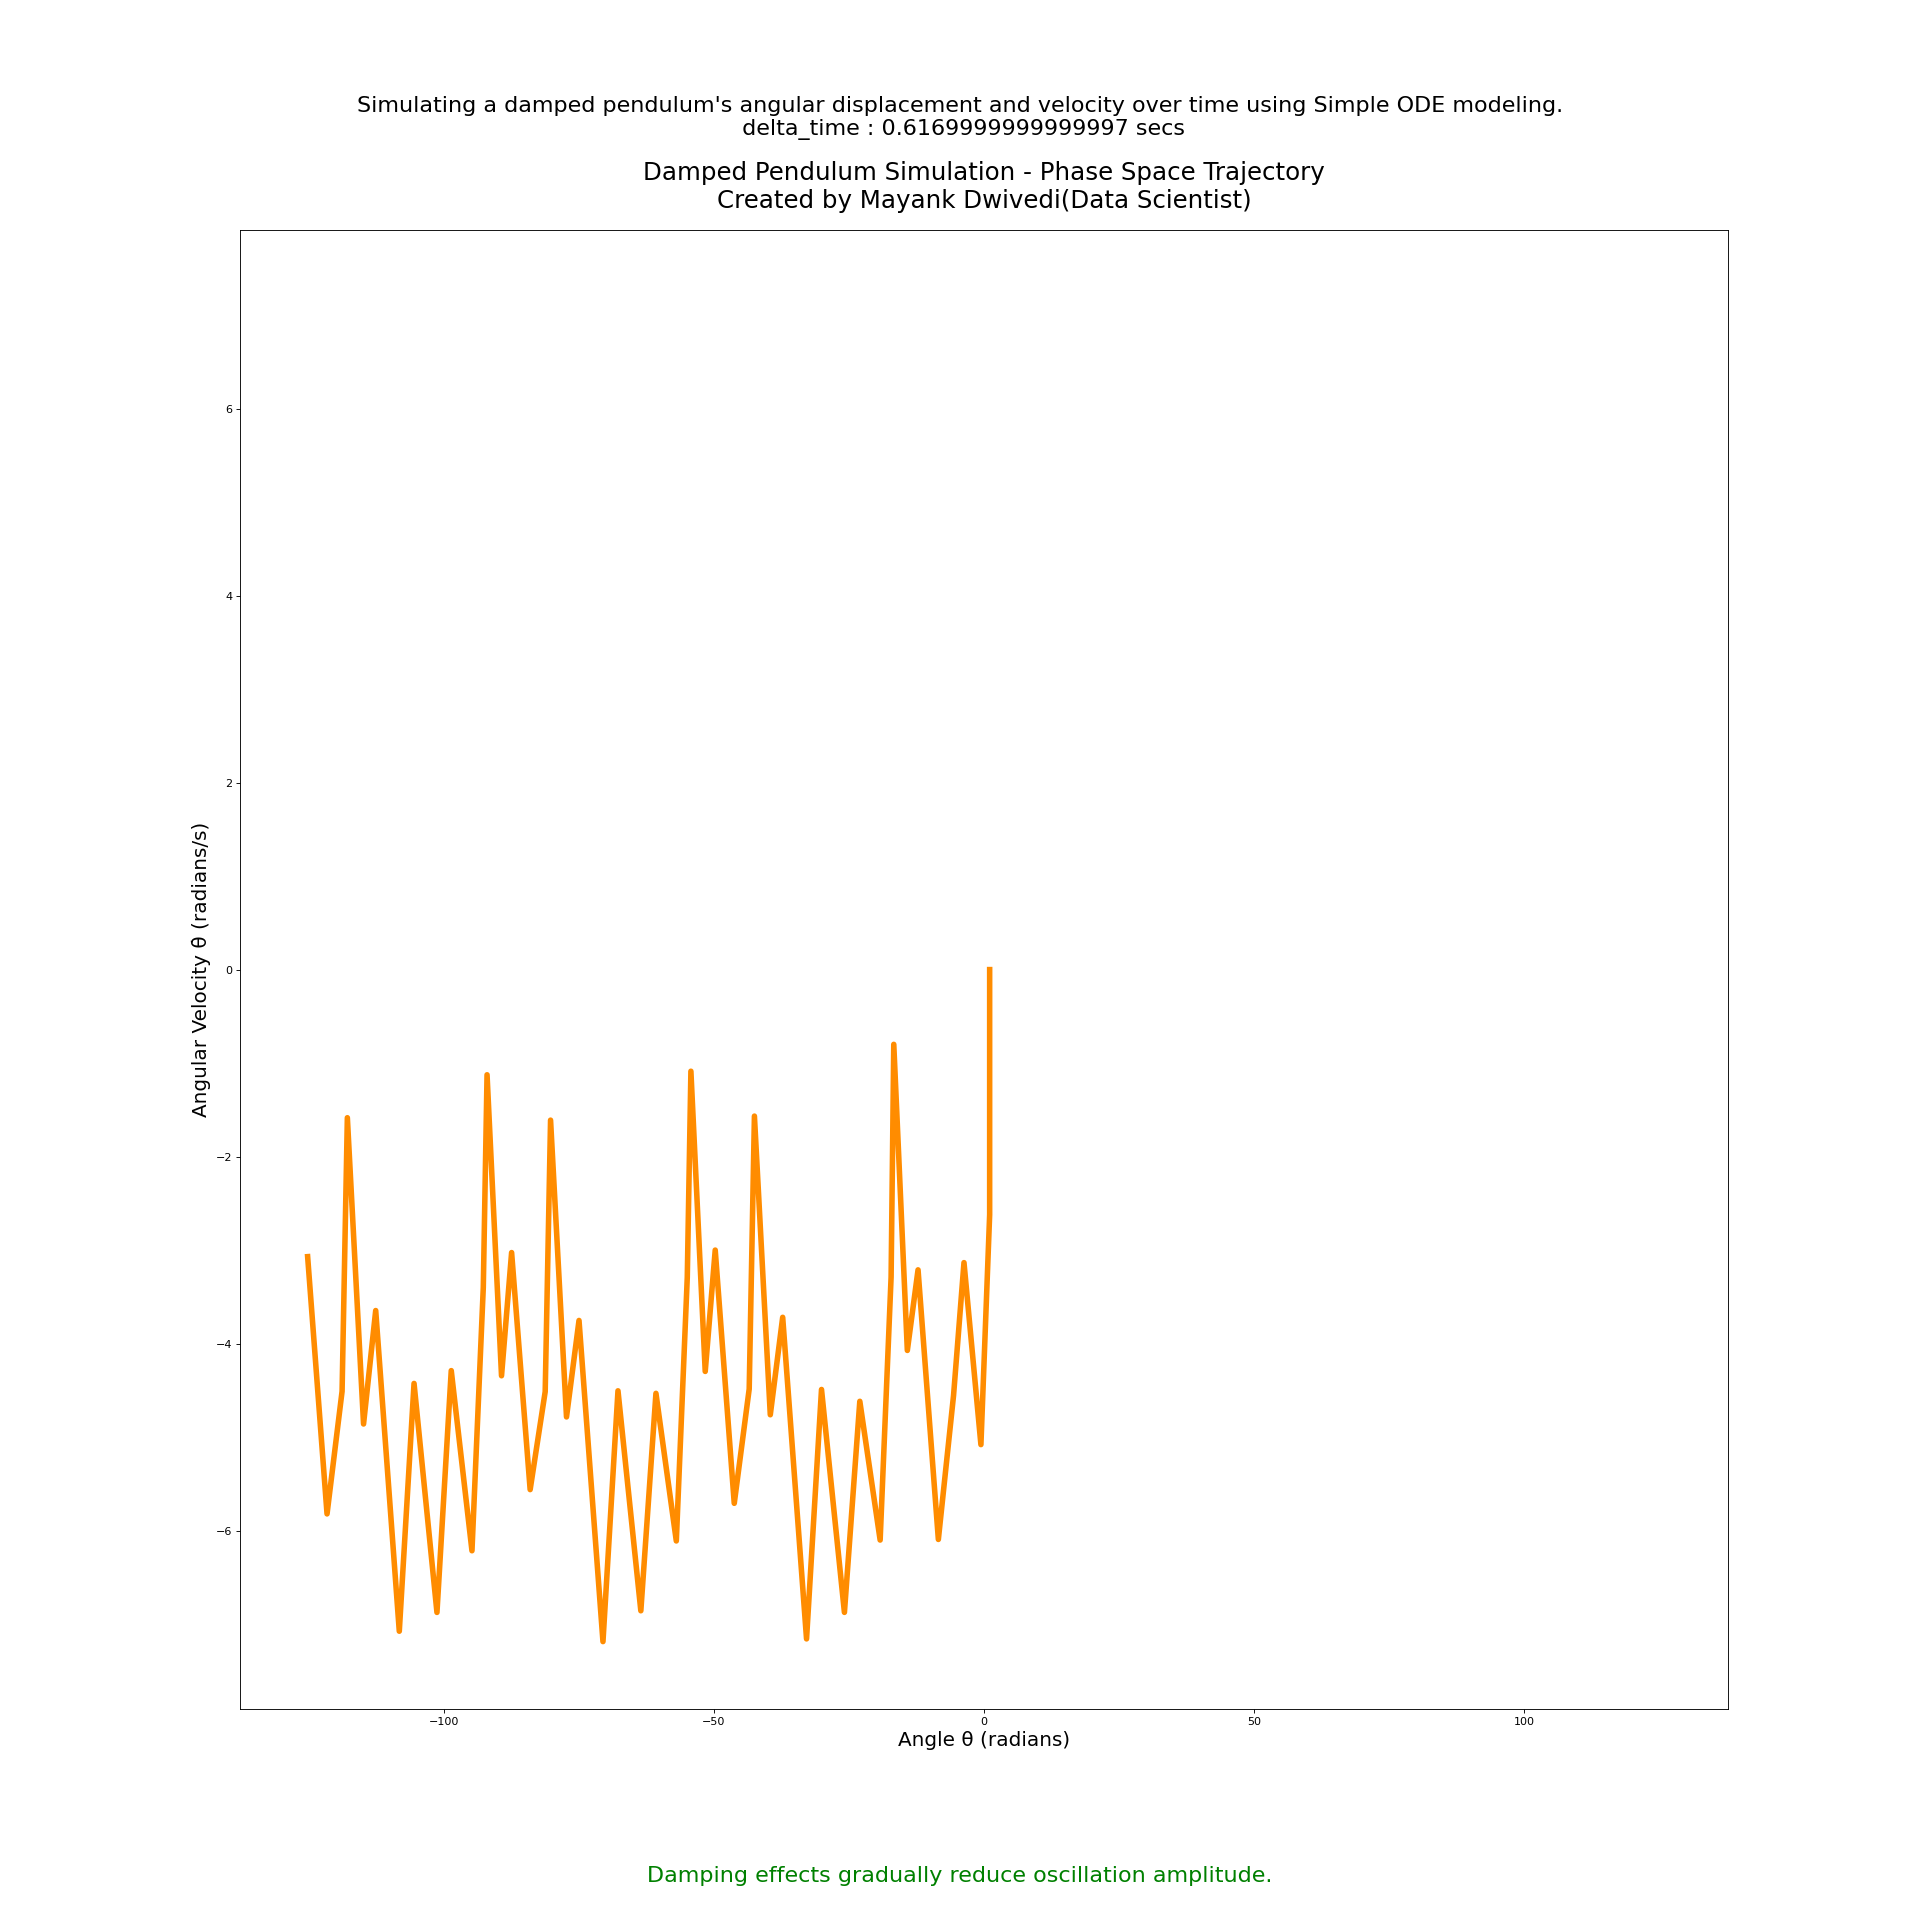 Simulating a damped pendulum's angular displacement and velocity over time using Simple ODE modeling.
delta_time : 0.6169999999999997 secs
Damped Pendulum Simulation - Phase Space Trajectory
Created by Mayank Dwivedi(Data Scientist)
6
4
2
0
−2
−4
−6
Angular Velocity θ (radians/s)
−100
−50
0
50
100
Angle θ (radians)
Damping effects gradually reduce oscillation amplitude.